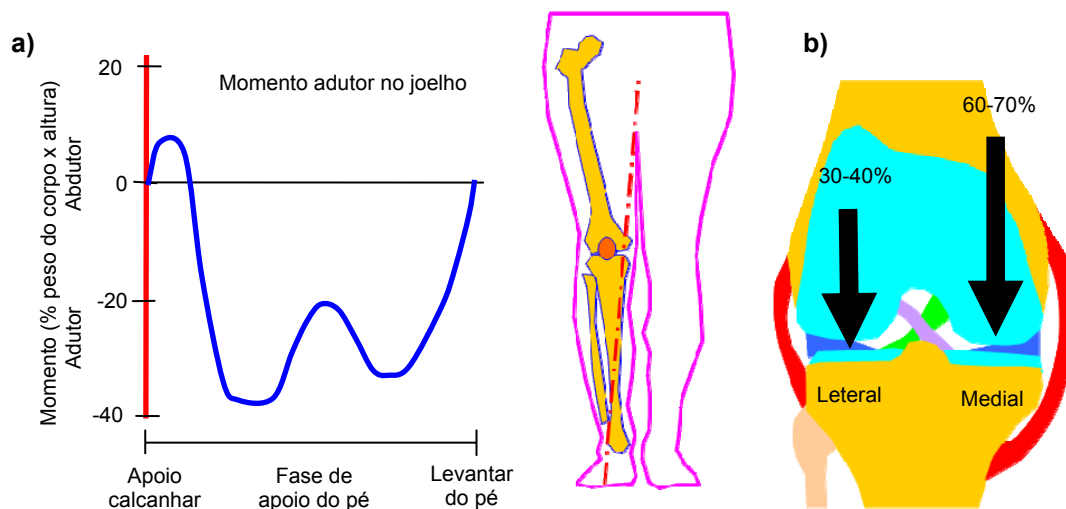 a)
Momento (% peso do corpo x altura)
Adutor Abdutor
20
0
-20
-40
Momento adutor no joelho
Apoio
calcanhar
Fase de
apoio do pé
Levantar
do pé
b)
60-70%
30-40%
Leteral
Medial